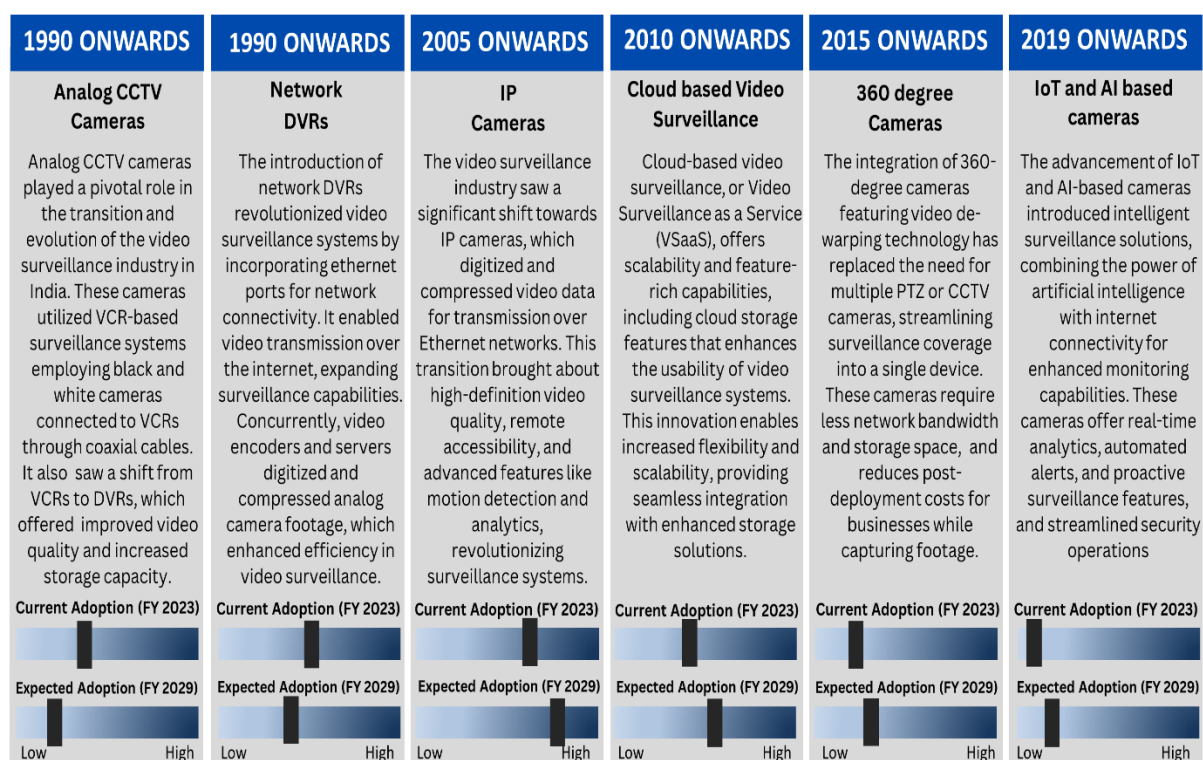 1990 ONWARDS
Analog CCTV
Cameras
Analog CCTV cameras
played a pivotal role in
the transition and
evolution of the video
surveillance industry in
India. These cameras
utilized VCR-based
surveillance systems
employing black and
white cameras
connected to VCRs
through coaxial cables.
It also saw a shift from
VCRs to DVRs, which
offered improved video
quality and increased
storage capacity.
Current Adoption (FY 2023)
Expected Adoption (FY 2029)
Low High
1990 ONWARDS
Network
DVRs
The introduction of
network DVRs
revolutionized video
surveillance systems by
incorporating ethernet
ports for network
connectivity. It enabled
video transmission over
the internet, expanding
surveillance capabilities.
Concurrently, video
encoders and servers
digitized and
compressed analog
camera footage, which
enhanced efficiency in
video surveillance.
Current Adoption (FY 2023)
Expected Adoption (FY 2029)
Low High
2005 ONWARDS
IP
Cameras
The video surveillance
industry saw a
significant shift towards
IP cameras, which
digitized and
compressed video data
for transmission over
Ethernet networks. This
transition brought about
high-definition video
quality, remote
accessibility, and
advanced features like
motion detection and
analytics,
revolutionizing
surveillance systems.
Current Adoption (FY 2023)
Expected Adoption (FY 2029)
Low High
2010 ONWARDS
Cloud based Video
Surveillance
Cloud-based video
surveillance, or Video
Surveillance as a Service
(VSaaS), offers
scalability and feature-
rich capabilities,
including cloud storage
features that enhances
the usability of video
surveillance systems.
This innovation enables
increased flexibility and
scalability, providing
seamless integration
with enhanced storage
solutions.
Current Adoption (FY 2023)
Expected Adoption (FY 2029)
Low High
2015 ONWARDS
360 degree
Cameras
The integration of 360-
degree cameras
featuring video de-
warping technology has
replaced the need for
multiple PTZ or CCTV
cameras, streamlining
surveillance coverage
into a single device.
These cameras require
less network bandwidth
and storage space, and
reduces post-
deployment costs for
businesses while
capturing footage.
Current Adoption (FY 2023)
Expected Adoption (FY 2029)
Low High
2019 ONWARDS
IoT and AI based
cameras
The advancement of IoT
and AI-based cameras
introduced intelligent
surveillance solutions,
combining the power of
artificial intelligence
with internet
connectivity for
enhanced monitoring
capabilities. These
cameras offer real-time
analytics, automated
alerts, and proactive
surveillance features,
and streamlined security
operations
Current Adoption (FY 2023)
Expected Adoption (FY 2029)
Low High